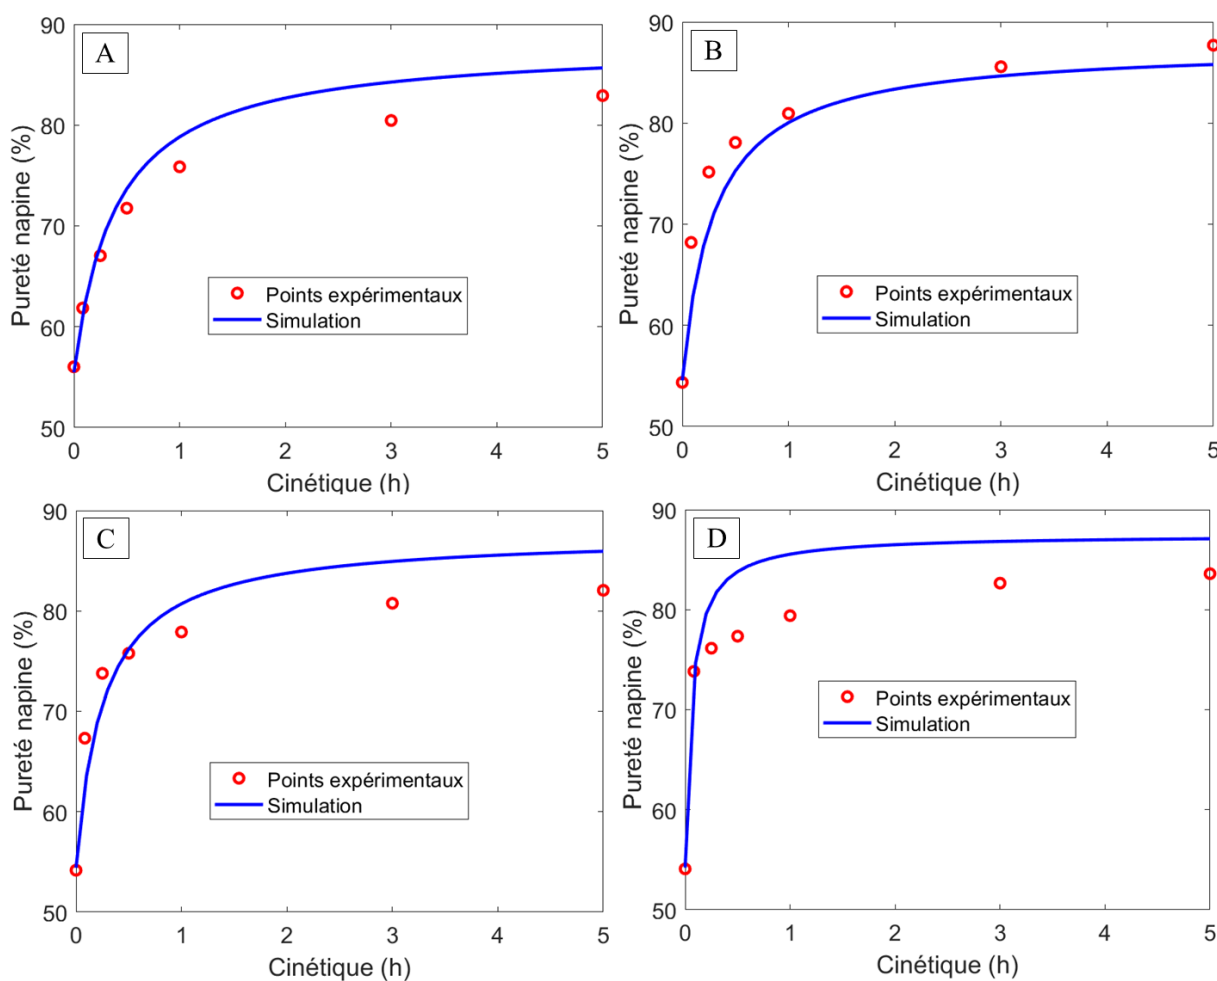 A
Pureté napine (%)
90
80
70
60
50
Points expérimentaux
Simulation
0 1 2 3 4 5
Cinétique (h)
B
Pureté napine (%)
90
80
70
60
50
Points expérimentaux
Simulation
0 1 2 3 4 5
Cinétique (h)
C
Pureté napine (%)
90
80
70
60
50
Points expérimentaux
Simulation
0 1 2 3 4 5
Cinétique (h)
D
Pureté napine (%)
90
80
70
60
50
Points expérimentaux
Simulation
0 1 2 3 4 5
Cinétique (h)